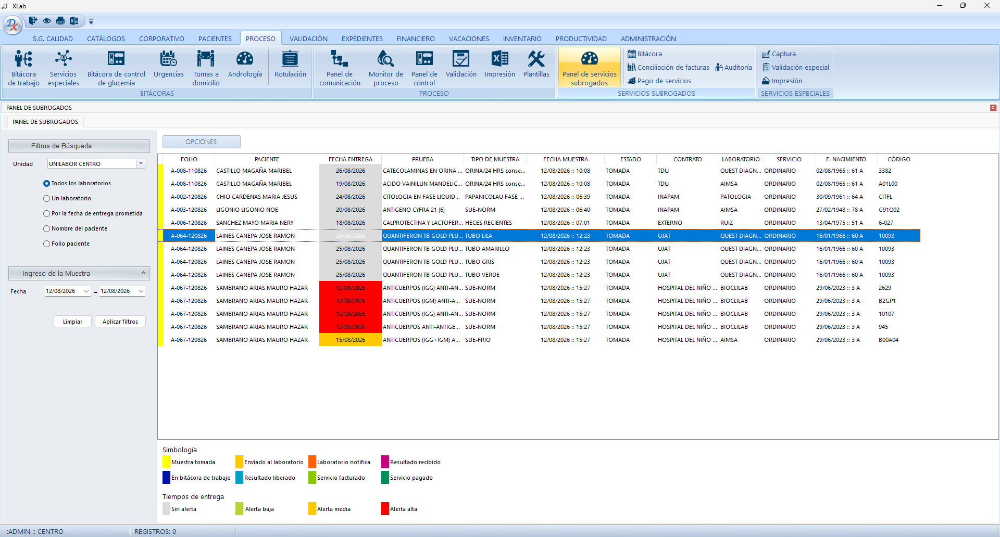 XLab
S.G. CALIDAD CATÁLOGOS CORPORATIVO PACIENTES PROCESO VALIDACIÓN EXPEDIENTES FINANCIERO VACACIONES INVENTARIO PRODUCTIVIDAD ADMINISTRACIÓN
Bitácora de trabajo
Servicios especiales
Bitácora de control de glucemia
Urgencias
Tomas a domicilio
Andrología
Rotulación
BITÁCORAS
Panel de comunicación
Monitor de proceso
Panel de control
Validación
Impresión
Plantillas
PROCESO
Panel de servicios subrogados
Bitácora
Conciliación de facturas
Auditoría
Pago de servicios
SERVICIOS SUBROGADOS
Captura
Validación especial
Impresión
SERVICIOS ESPECIALES
PANEL DE SUBROGADOS
PANEL DE SUBROGADOS
Filtros de Búsqueda
Unidad UNILABOR CENTRO
Todos los laboratorios
Un laboratorio
Por la fecha de entrega prometida
Nombre del paciente
Folio paciente
Ingreso de la Muestra
Fecha 12/08/2026 - 12/08/2026
Limpiar Aplicar filtros
OPCIONES
FOLIO PACIENTE FECHA ENTREGA PRUEBA TIPO DE MUESTRA FECHA MUESTRA ESTADO CONTRATO LABORATORIO SERVICIO F. NACIMIENTO CÓDIGO
A-008-110826 CASTILLO MAGAÑA MARIBEL 26/08/2026 CATECOLAMINAS EN ORINA ... ORINA/24 HRS conse... 12/08/2026 :: 10:08 TOMADA TDU QUEST DIAGN... ORDINARIO 02/08/1965 :: 61 A 3382
A-008-110826 CASTILLO MAGAÑA MARIBEL 19/08/2026 ACIDO VAINILLIN MANDELIC... ORINA/24 HRS conse... 12/08/2026 :: 10:08 TOMADA TDU AIMSA ORDINARIO 02/08/1965 :: 61 A A01L00
A-002-120826 CHIO CARDENAS MARIA JESUS 24/08/2026 CITOLOGIA EN FASE LIQUID... PAPANICOLAU FASE ... 12/08/2026 :: 06:39 TOMADA INAPAM PATOLOGIA ORDINARIO 30/09/1961 :: 64 A CITFL
A-003-120826 LIGONIO LIGONIO NOE 20/08/2026 ANTIGENO CYFRA 21 {6} SUE-NORM 12/08/2026 :: 06:40 TOMADA INAPAM AIMSA ORDINARIO 27/02/1948 :: 78 A G91Q02
A-006-120826 SANCHEZ MAYO MARIA NERY 18/08/2026 CALPROTECTINA Y LACTOFER... HECES RECIENTES 12/08/2026 :: 07:01 TOMADA EXTERNO RUIZ ORDINARIO 13/04/1975 :: 51 A 6-027
A-064-120826 LAINES CANEPA JOSE RAMON 25/08/2026 QUANTIFERON TB GOLD PLU... TUBO LILA 12/08/2026 :: 12:23 TOMADA UJAT QUEST DIAGN... ORDINARIO 16/01/1966 :: 60 A 10093
A-064-120826 LAINES CANEPA JOSE RAMON 25/08/2026 QUANTIFERON TB GOLD PLU... TUBO AMARILLO 12/08/2026 :: 12:23 TOMADA UJAT QUEST DIAGN... ORDINARIO 16/01/1966 :: 60 A 10093
A-064-120826 LAINES CANEPA JOSE RAMON 25/08/2026 QUANTIFERON TB GOLD PLU... TUBO GRIS 12/08/2026 :: 12:23 TOMADA UJAT QUEST DIAGN... ORDINARIO 16/01/1966 :: 60 A 10093
A-064-120826 LAINES CANEPA JOSE RAMON 25/08/2026 QUANTIFERON TB GOLD PLU... TUBO VERDE 12/08/2026 :: 12:23 TOMADA UJAT QUEST DIAGN... ORDINARIO 16/01/1966 :: 60 A 10093
A-067-120826 SAMBRANO ARIAS MAURO HAZAR 12/08/2026 ANTICUERPOS (IGG) ANTI-AN... SUE-NORM 12/08/2026 :: 15:27 TOMADA HOSPITAL DEL NIÑO ... BIOCLILAB ORDINARIO 29/06/2023 :: 3 A 2629
A-067-120826 SAMBRANO ARIAS MAURO HAZAR 12/08/2026 ANTICUERPOS (IGM) ANTI-A... SUE-NORM 12/08/2026 :: 15:27 TOMADA HOSPITAL DEL NIÑO ... BIOCLILAB ORDINARIO 29/06/2023 :: 3 A B2GP1
A-067-120826 SAMBRANO ARIAS MAURO HAZAR 12/08/2026 ANTICUERPOS (IGG) ANTI-AN... SUE-NORM 12/08/2026 :: 15:27 TOMADA HOSPITAL DEL NIÑO ... BIOCLILAB ORDINARIO 29/06/2023 :: 3 A 10107
A-067-120826 SAMBRANO ARIAS MAURO HAZAR 12/08/2026 ANTICUERPOS ANTI-ANTIGE... SUE-NORM 12/08/2026 :: 15:27 TOMADA HOSPITAL DEL NIÑO ... BIOCLILAB ORDINARIO 29/06/2023 :: 3 A 945
A-067-120826 SAMBRANO ARIAS MAURO HAZAR 15/08/2026 ANTICUERPOS (IGG+IGM) A... SUE-FRIO 12/08/2026 :: 15:27 TOMADA HOSPITAL DEL NIÑO ... AIMSA ORDINARIO 29/06/2023 :: 3 A B00A04
Simbología
Muestra tomada Enviado al laboratorio Laboratorio notifica Resultado recibido
En bitácora de trabajo Resultado liberado Servicio facturado Servicio pagado
Tiempos de entrega
Sin alerta Alerta baja Alerta media Alerta alta
:ADMIN :: CENTRO REGISTROS: 0